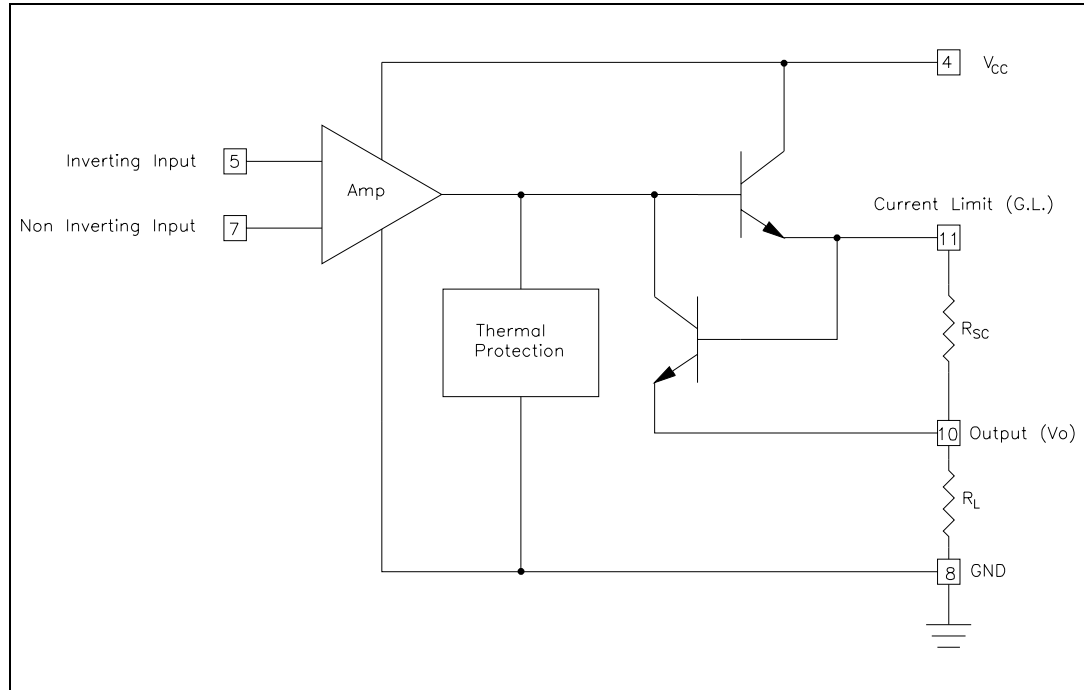 4 VCC
Inverting Input 5
Amp
Non Inverting Input 7
Current Limit (G.L.)
11
RSC
Thermal
Protection
10 Output (Vo)
RL
8 GND